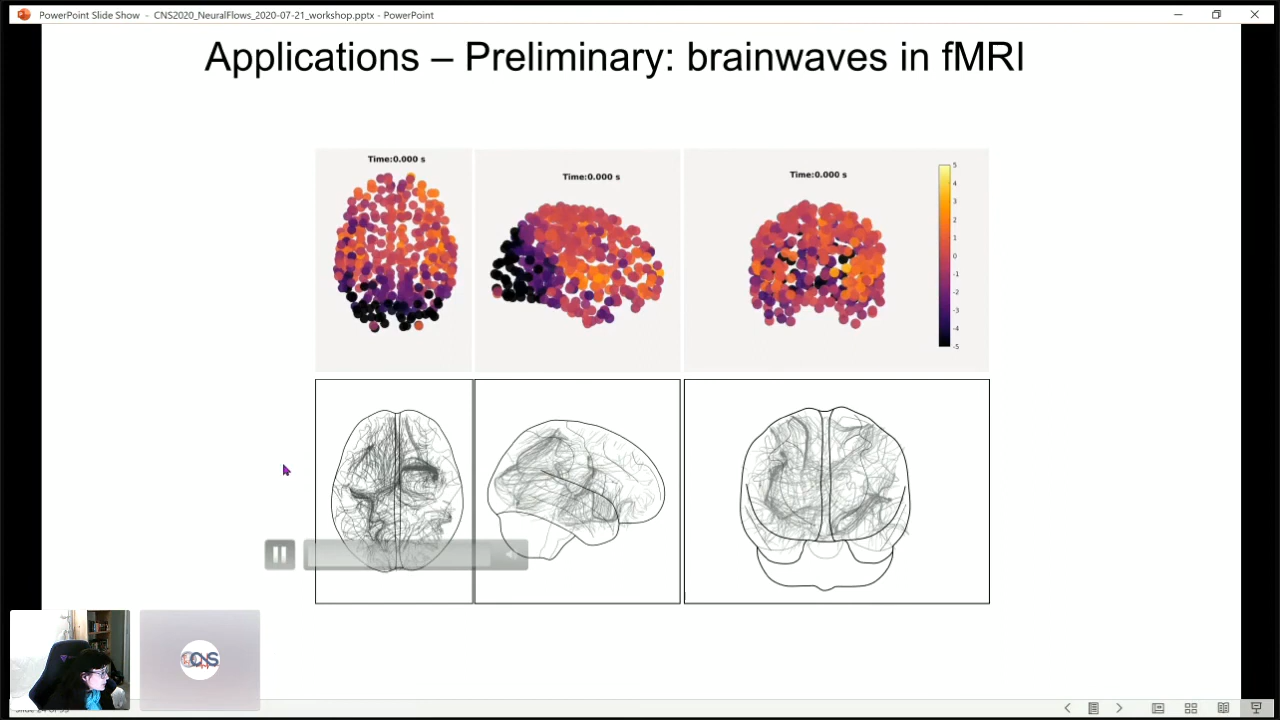 PowerPoint Slide Show - CNS2020_NeuralFlows_2020-07-21_workshop.pptx - PowerPoint
Applications – Preliminary: brainwaves in fMRI
Time:0.000 s
Time:0.000 s
Time:0.000 s
5
4
3
2
1
0
-1
-2
-3
-4
-5
CNS